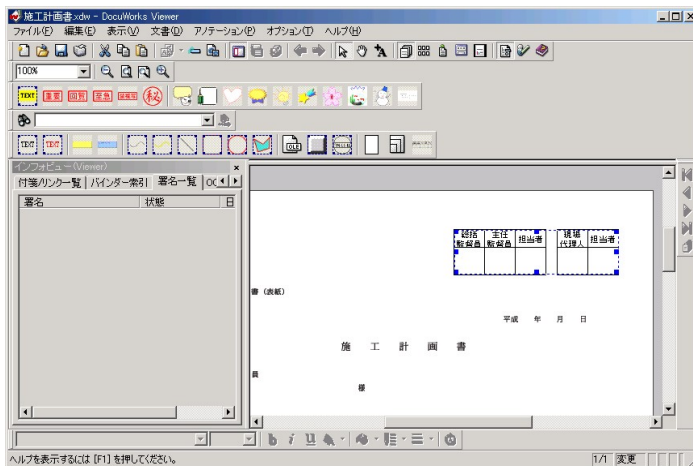 施工計画書.xdw - DocuWorks Viewer
ファイル(F) 編集(E) 表示(V) 文書(D) アノテーション(P) オプション(T) ヘルプ(H)
100%
TEXT 重要 回覧 至急 秘
TEXT TEXT OLE
インフォビュー(Viewer)
付箋/リンク一覧 バインダー索引 署名一覧 OC
署名 状態 日
総括監督員 主任監督員 担当者 現場代理人 担当者
書(表紙)
平成 年 月 日
施 工 計 画 書
員
様
b i U
ヘルプを表示するには [F1] を押してください。
1/1 変更